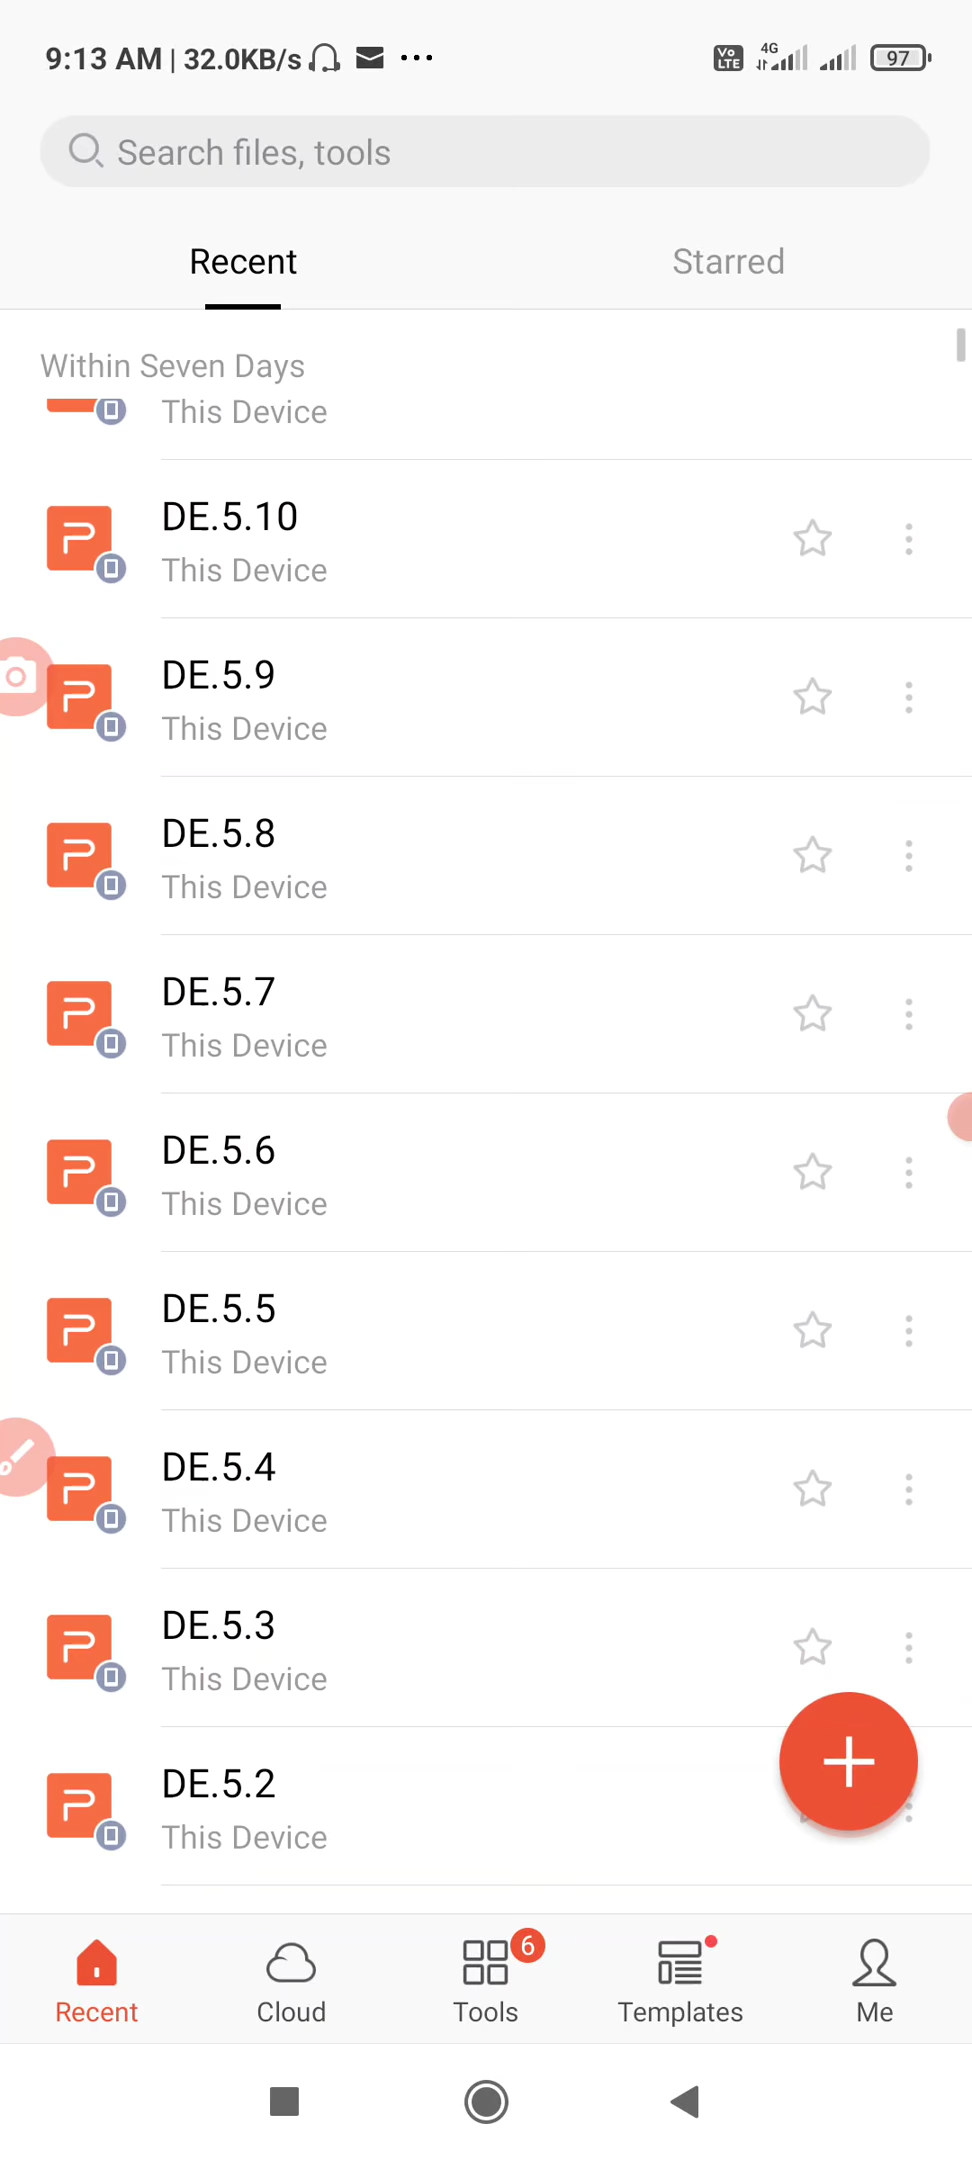 9:13 AM | 32.0KB/s ... Vo LTE 4G 97
Search files, tools
Recent Starred
Within Seven Days
This Device
DE.5.10
This Device
DE.5.9
This Device
DE.5.8
This Device
DE.5.7
This Device
DE.5.6
This Device
DE.5.5
This Device
DE.5.4
This Device
DE.5.3
This Device
DE.5.2
This Device
6
Recent Cloud Tools Templates Me